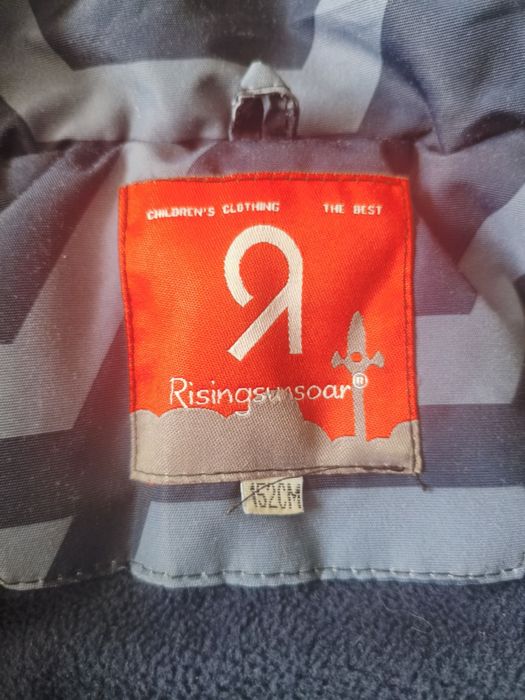 CHILDREN'S CLOTHING THE BEST
Risingsunsoar®
152CM